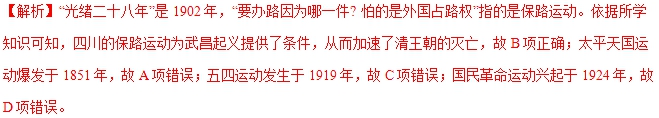 【解析】“光绪二十八年”是 1902 年，“要办路因为哪一件? 怕的是外国占路权”指的是保路运动。依据所学
知识可知，四川的保路运动为武昌起义提供了条件，从而加速了清王朝的灭亡，故 B 项正确；太平天国运
动爆发于 1851 年，故 A 项错误；五四运动发生于 1919 年，故 C 项错误；国民革命运动兴起于 1924 年，故
D 项错误。